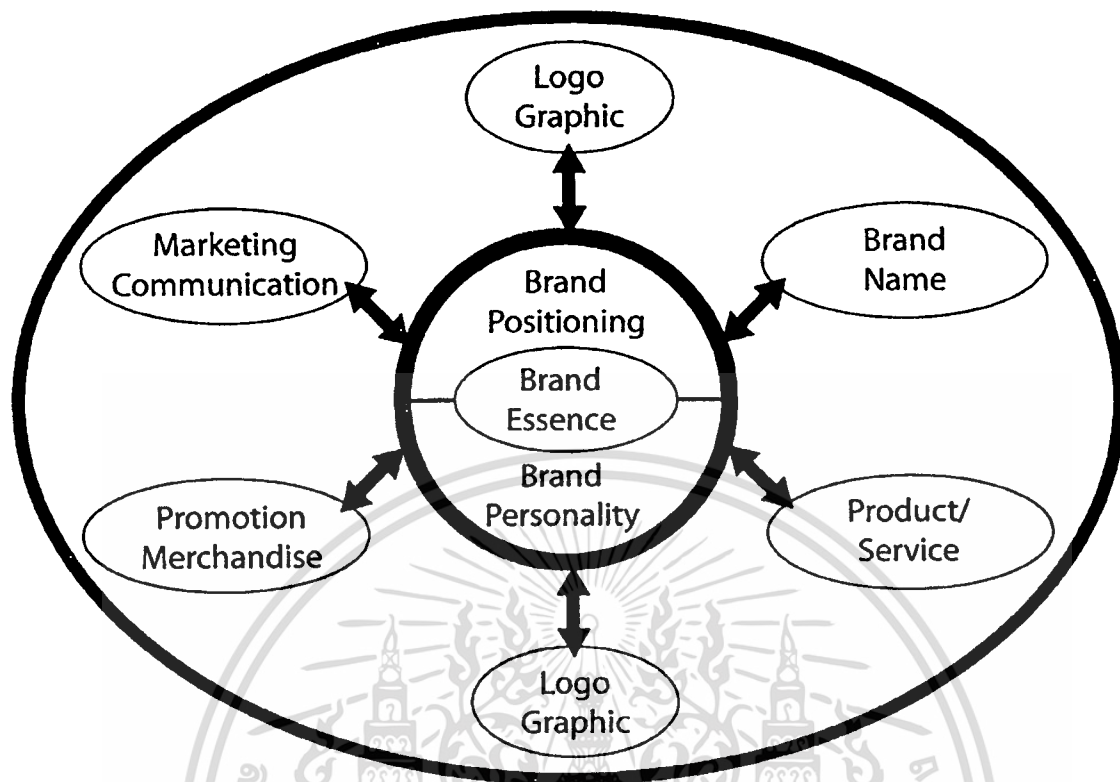 Logo
Graphic
Marketing
Communication
Brand
Name
Brand
Positioning
Brand
Essence
Brand
Personality
Promotion
Merchandise
Product/
Service
Logo
Graphic